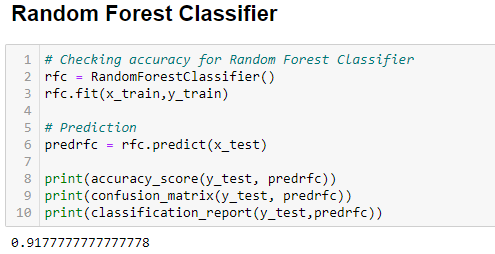 Random Forest Classifier
1 # Checking accuracy for Random Forest Classifier
2 rfc = RandomForestClassifier()
3 rfc.fit(x_train,y_train)
4
5 # Prediction
6 predrfc = rfc.predict(x_test)
7
8 print(accuracy_score(y_test, predrfc))
9 print(confusion_matrix(y_test, predrfc))
10 print(classification_report(y_test,predrfc))
0.9177777777777778